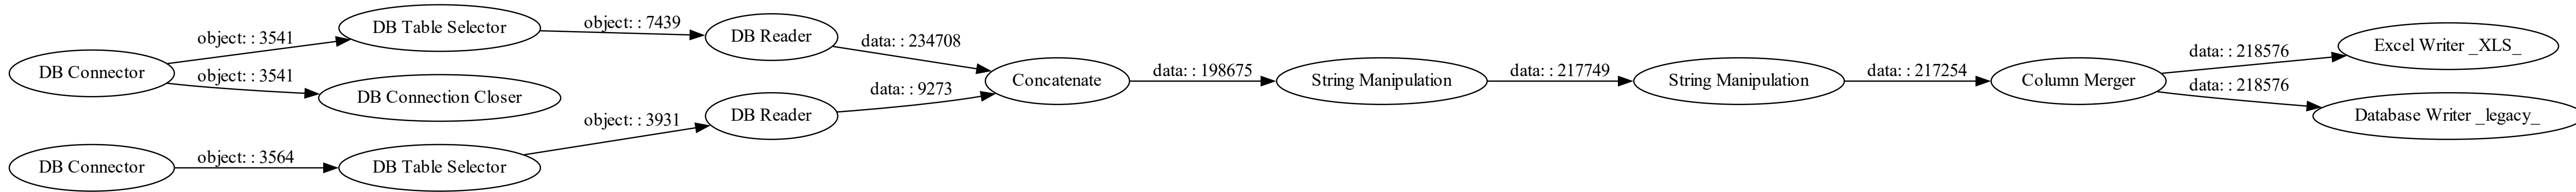 DB Connector
object: : 3541
DB Table Selector
object: : 7439
DB Reader
data: : 234708
object: : 3541
DB Connection Closer
DB Connector
object: : 3564
DB Table Selector
object: : 3931
DB Reader
data: : 9273
Concatenate
data: : 198675
String Manipulation
data: : 217749
String Manipulation
data: : 217254
Column Merger
data: : 218576
Excel Writer _XLS_
data: : 218576
Database Writer _legacy_